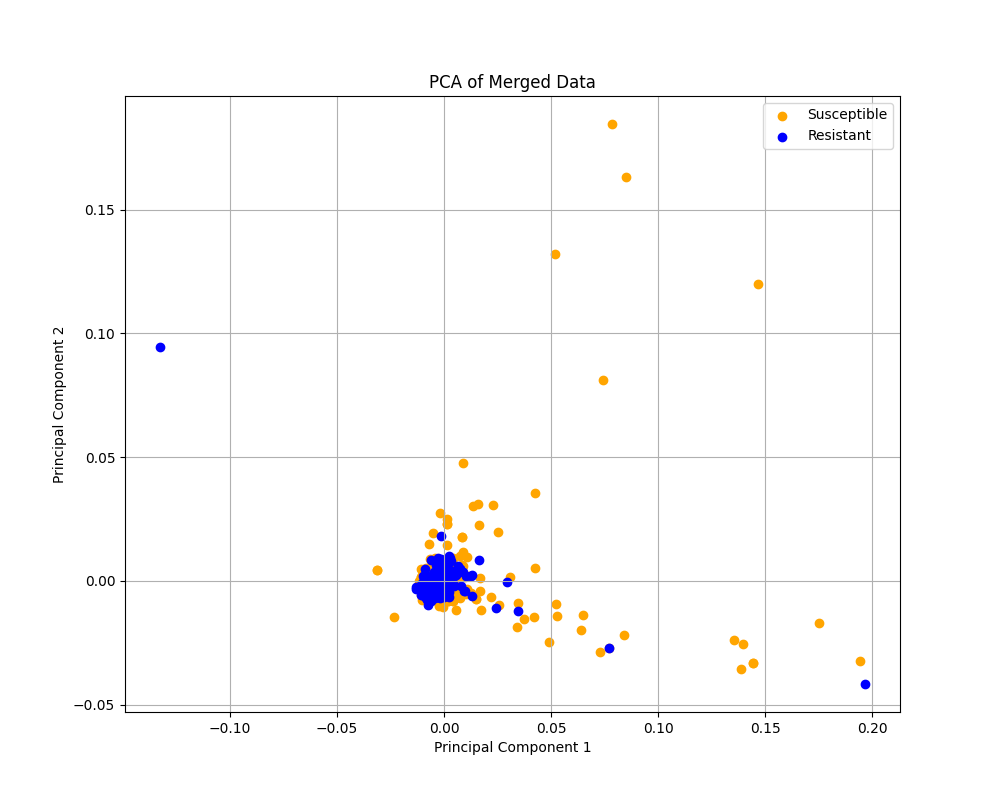 PCA of Merged Data
Susceptible
Resistant
Principal Component 2
0.15
0.10
0.05
0.00
−0.05
−0.10
−0.05
0.00
0.05
0.10
0.15
0.20
Principal Component 1